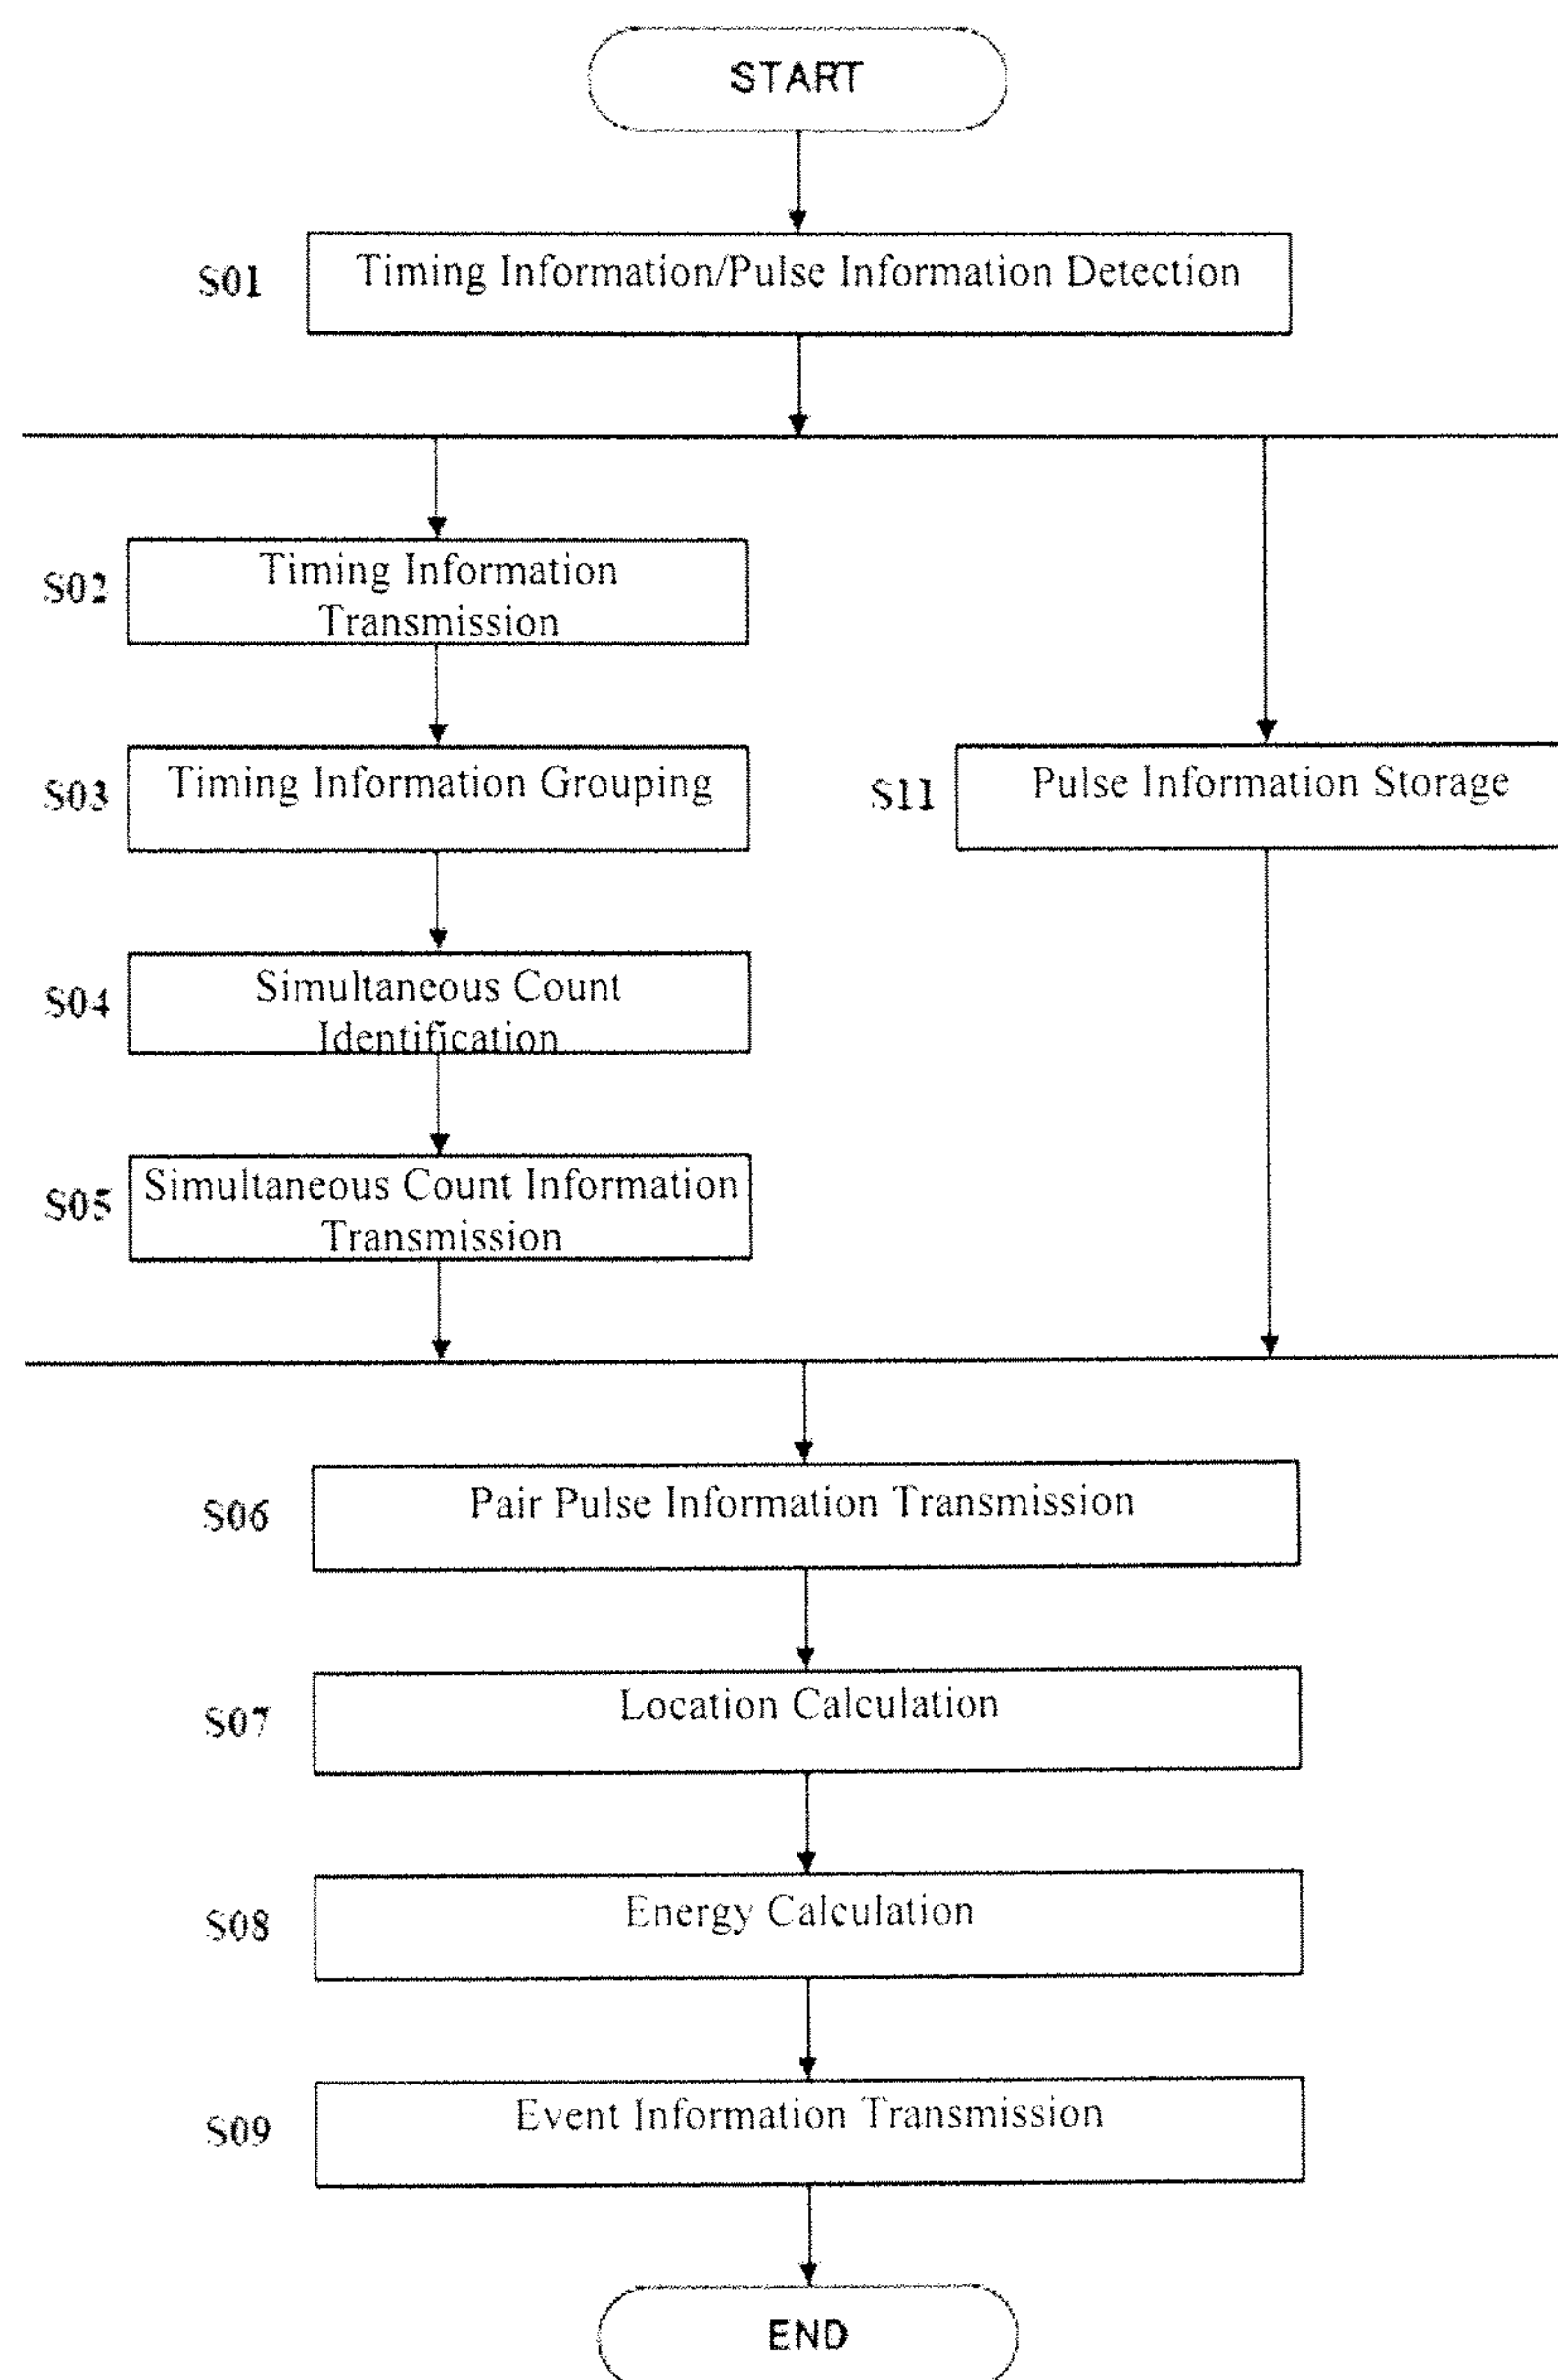 START
S01
Timing Information/Pulse Information Detection
S02
Timing Information
Transmission
S03
Timing Information Grouping
S11
Pulse Information Storage
S04
Simultaneous Count
Identification
S05
Simultaneous Count Information
Transmission
S06
Pair Pulse Information Transmission
S07
Location Calculation
S08
Energy Calculation
S09
Event Information Transmission
END